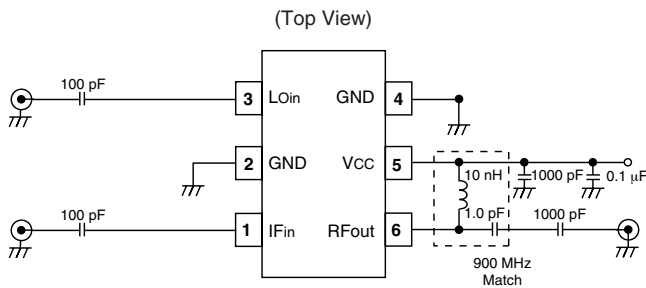 (Top View)
100 pF
3 LOin GND 4
2 GND VCC 5
10 nH 1000 pF 0.1 µF
100 pF
1.0 pF 1000 pF
1 IFin RFout 6
900 MHz
Match